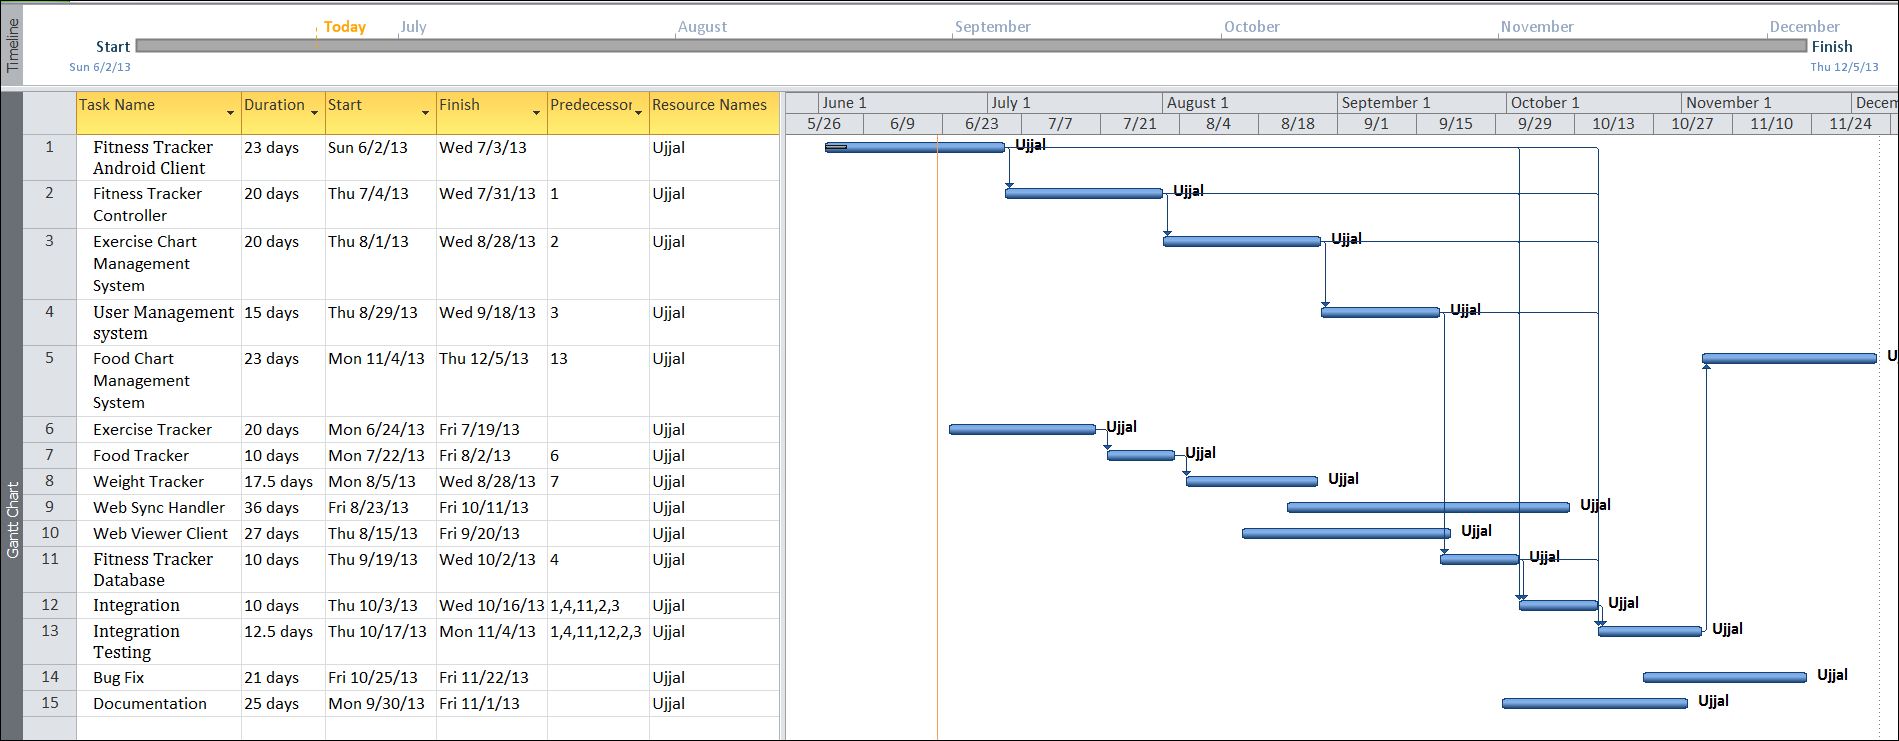 Timeline
Today July August September October November December
Start
Finish
Sun 6/2/13
Thu 12/5/13
Gantt Chart
Task Name Duration Start Finish Predecessor Resource Names
June 1 July 1 August 1 September 1 October 1 November 1 Decem
5/26 6/9 6/23 7/7 7/21 8/4 8/18 9/1 9/15 9/29 10/13 10/27 11/10 11/24
1 Fitness Tracker 23 days Sun 6/2/13 Wed 7/3/13 Ujjal Ujjal
Android Client
2 Fitness Tracker 20 days Thu 7/4/13 Wed 7/31/13 1 Ujjal Ujjal
Controller
3 Exercise Chart 20 days Thu 8/1/13 Wed 8/28/13 2 Ujjal Ujjal
Management
System
4 User Management 15 days Thu 8/29/13 Wed 9/18/13 3 Ujjal Ujjal
system
5 Food Chart 23 days Mon 11/4/13 Thu 12/5/13 13 Ujjal U
Management
System
6 Exercise Tracker 20 days Mon 6/24/13 Fri 7/19/13 Ujjal Ujjal
7 Food Tracker 10 days Mon 7/22/13 Fri 8/2/13 6 Ujjal Ujjal
8 Weight Tracker 17.5 days Mon 8/5/13 Wed 8/28/13 7 Ujjal Ujjal
9 Web Sync Handler 36 days Fri 8/23/13 Fri 10/11/13 Ujjal Ujjal
10 Web Viewer Client 27 days Thu 8/15/13 Fri 9/20/13 Ujjal Ujjal
11 Fitness Tracker 10 days Thu 9/19/13 Wed 10/2/13 4 Ujjal Ujjal
Database
12 Integration 10 days Thu 10/3/13 Wed 10/16/13 1,4,11,2,3 Ujjal Ujjal
13 Integration 12.5 days Thu 10/17/13 Mon 11/4/13 1,4,11,12,2,3 Ujjal Ujjal
Testing
14 Bug Fix 21 days Fri 10/25/13 Fri 11/22/13 Ujjal Ujjal
15 Documentation 25 days Mon 9/30/13 Fri 11/1/13 Ujjal Ujjal